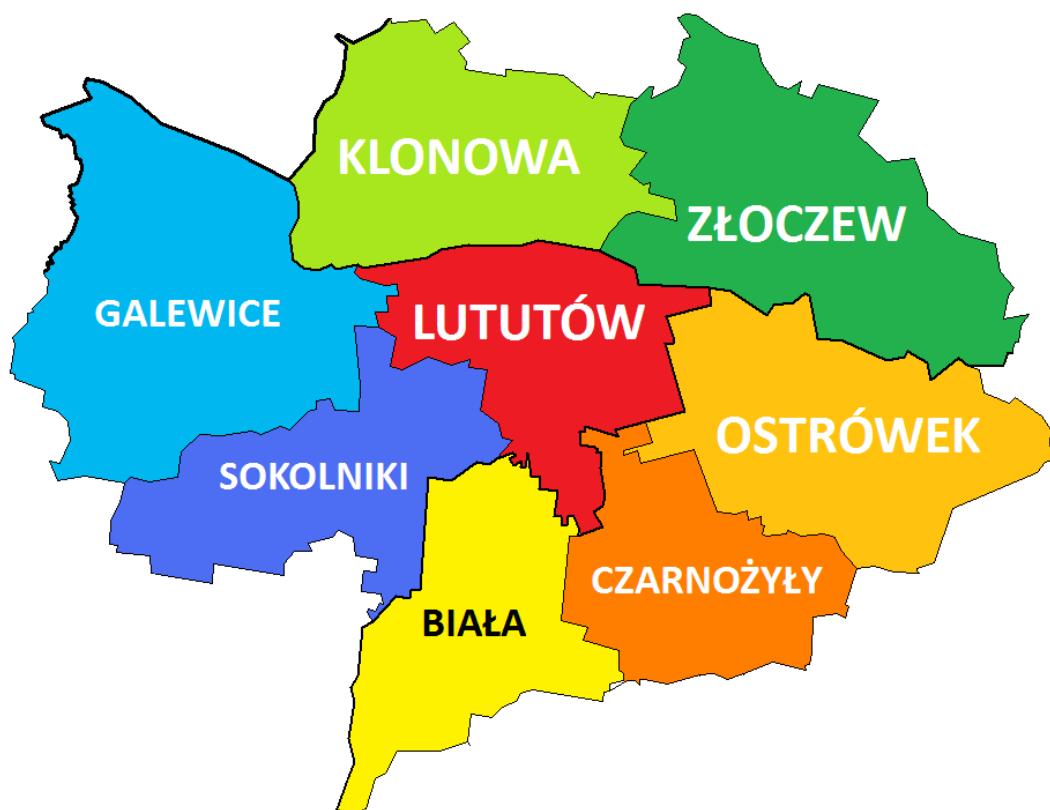 KLONOWA
ZŁOCZEW
GALEWICE
LUTUTÓW
OSTRÓWEK
SOKOLNIKI
CZARNOŻYŁY
BIAŁA